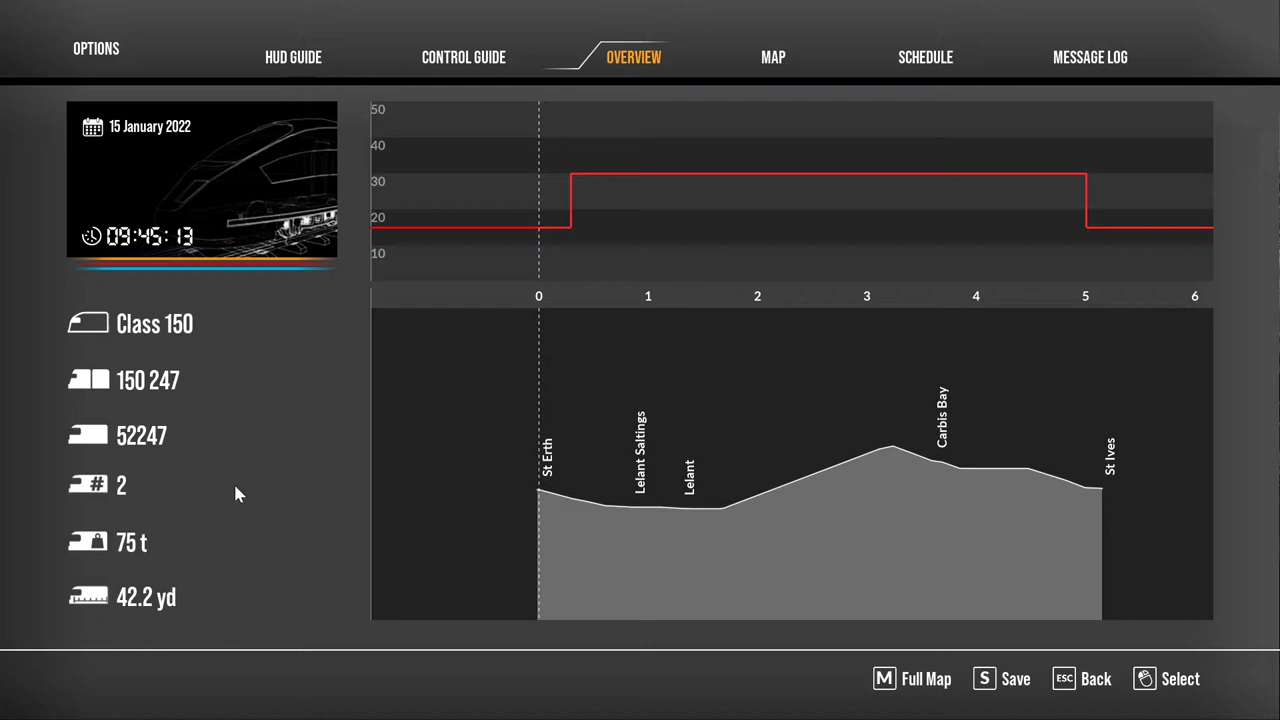 OPTIONS
HUD GUIDE
CONTROL GUIDE
OVERVIEW
MAP
SCHEDULE
MESSAGE LOG
15 January 2022
09:45:13
Class 150
150 247
52247
# 2
75 t
42.2 yd
50
40
30
20
10
0 1 2 3 4 5 6
St Erth
Lelant Saltings
Lelant
Carbis Bay
St Ives
M Full Map
S Save
ESC Back
Select